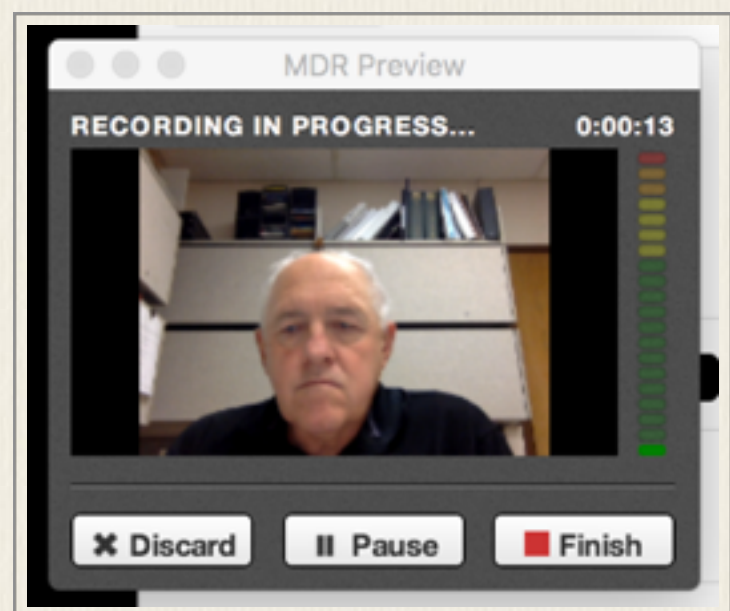 MDR Preview
RECORDING IN PROGRESS... 0:00:13
✖ Discard
Pause
Finish